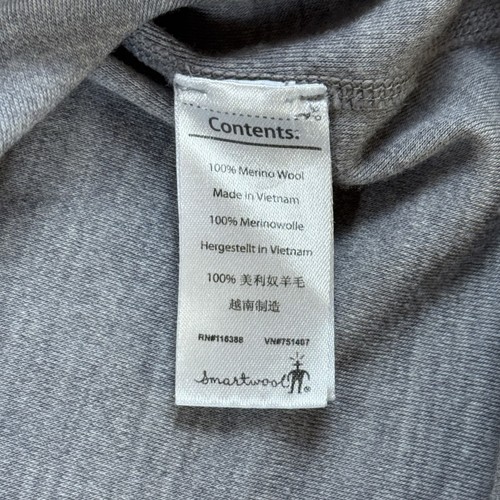 Contents:
100% Merino Wool
Made in Vietnam
100% Merinowolle
Hergestellt in Vietnam
100% 美利奴羊毛
越南制造
RN#116388 VN#751407
Smartwool®